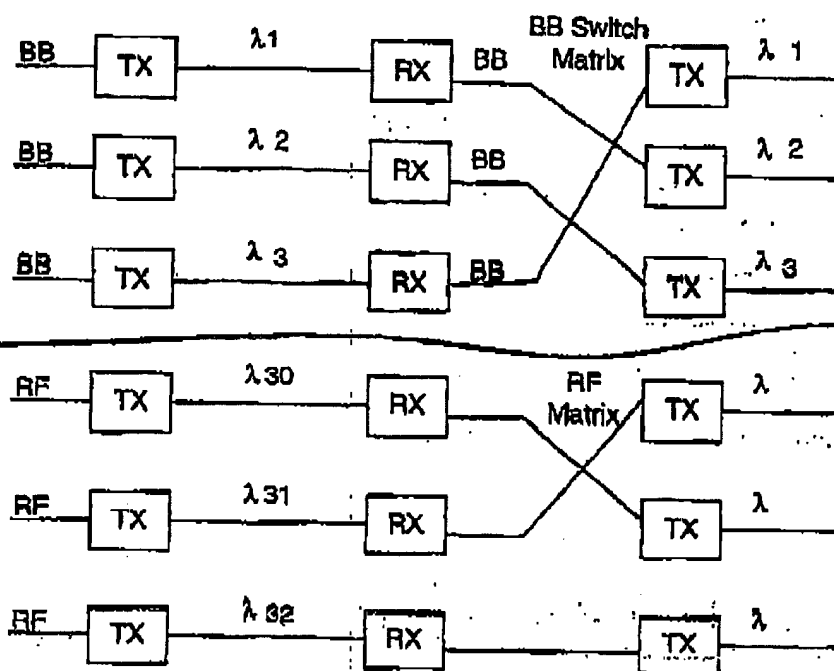 BB TX λ1 RX BB BB Switch Matrix TX λ 1
BB TX λ 2 RX BB TX λ 2
BB TX λ 3 RX BB TX λ 3
RF TX λ30 RX RF Matrix TX λ
RF TX λ31 RX TX λ
RF TX λ 32 RX TX λ